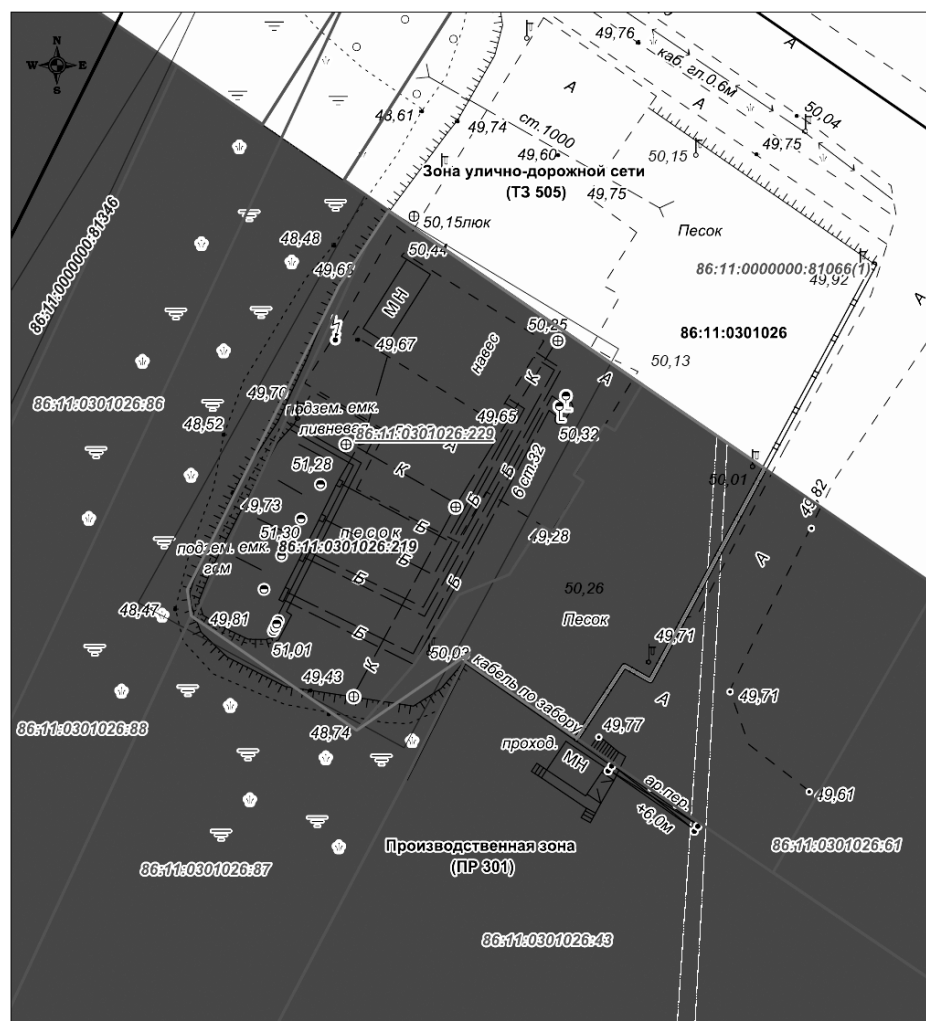 N
W E
S
49,76
А
каб. гл.0.6м
А
А
50,04
48,61
49,74
ст.1000
49,60
50,15
49,75
Зона улично-дорожной сети
(ТЗ 505)
49,75
86:11:0000000:81346
50,15люк
Песок
48,48
50,44
49,68
86:11:0000000:81066(1)
49,92
А
МН
50,25
86:11:0301026
навес
49,67
50,13
К
А
86:11:0301026:86
49,70
49,65
подзем. емк.
ливневая
48,52
50,32
86:11:0301026:229
А
51,28
К
6 ст.32
50,01
49,82
49,73
Б
Б
51,30
песок
Б
49,28
подзем. емк.
86:11:0301026:219
Б
гсм
Б
Б
А
50,26
48,47
49,81
Б
Песок
51,01
50,03
49,71
49,43
К
кабель по забору
А
49,71
86:11:0301026:88
48,74
проход.
49,77
МН
ар.пер.
+6,0м
49,61
Производственная зона
(ПР 301)
86:11:0301026:61
86:11:0301026:87
86:11:0301026:43